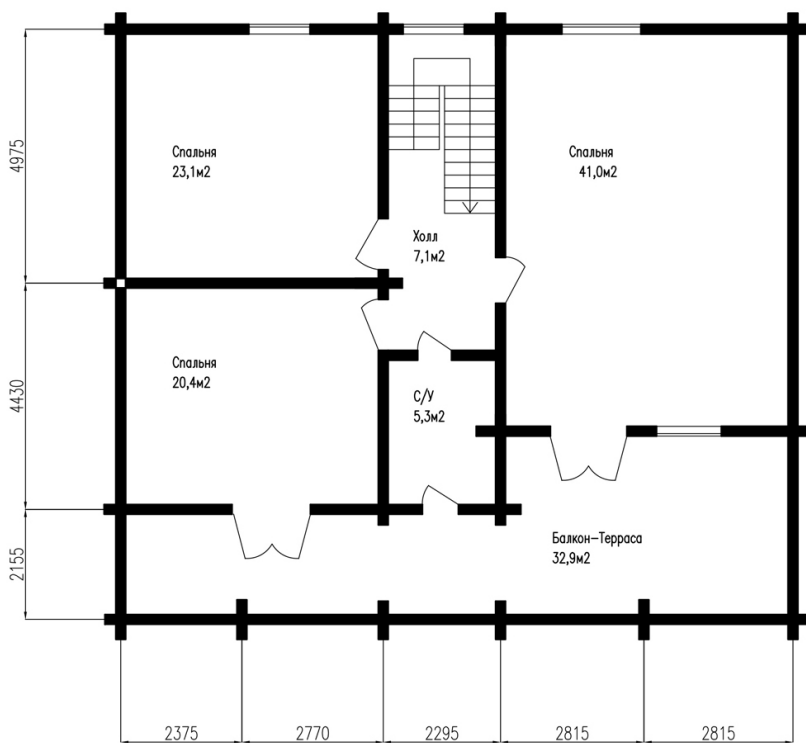 Спальня
23,1м2
Спальня
41,0м2
Холл
7,1м2
Спальня
20,4м2
С/У
5,3м2
Балкон-Терраса
32,9м2
4975
4430
2155
2375
2770
2295
2815
2815